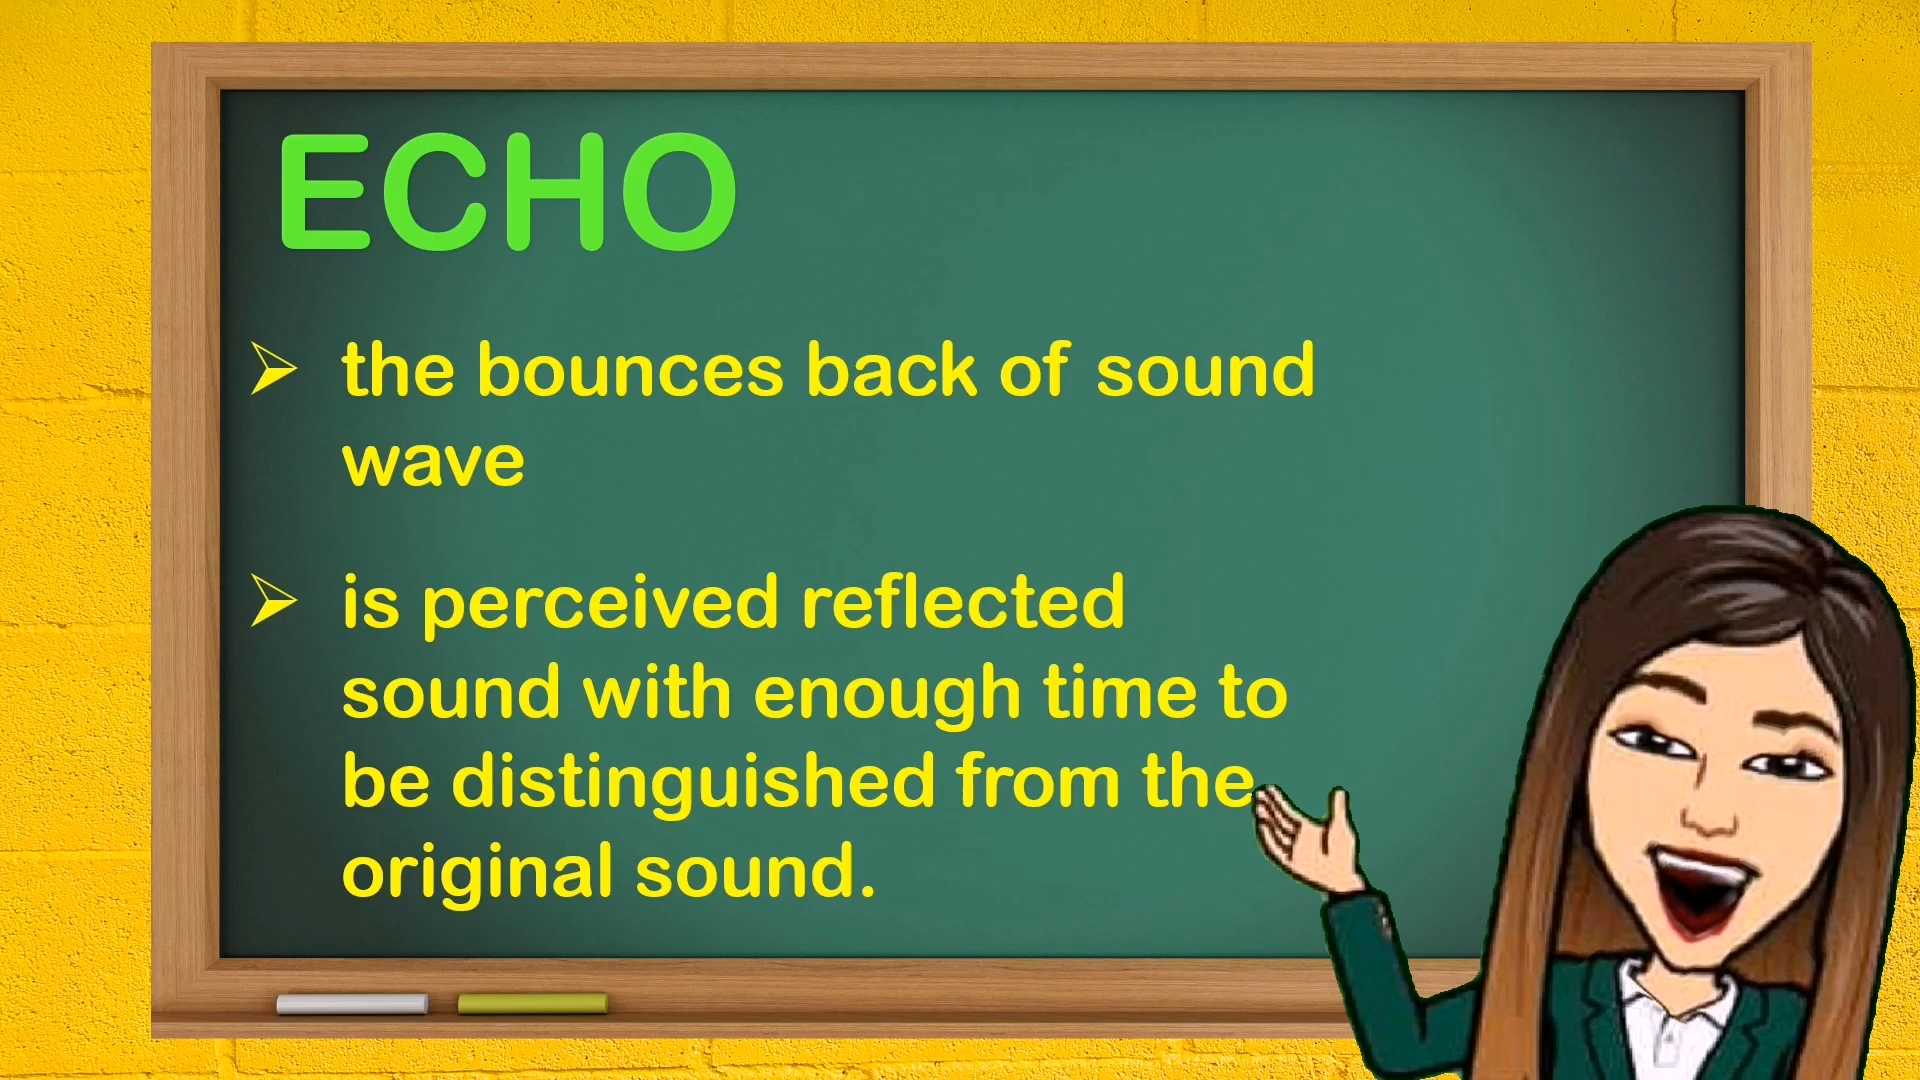 ECHO
the bounces back of sound
wave
is perceived reflected
sound with enough time to
be distinguished from the
original sound.